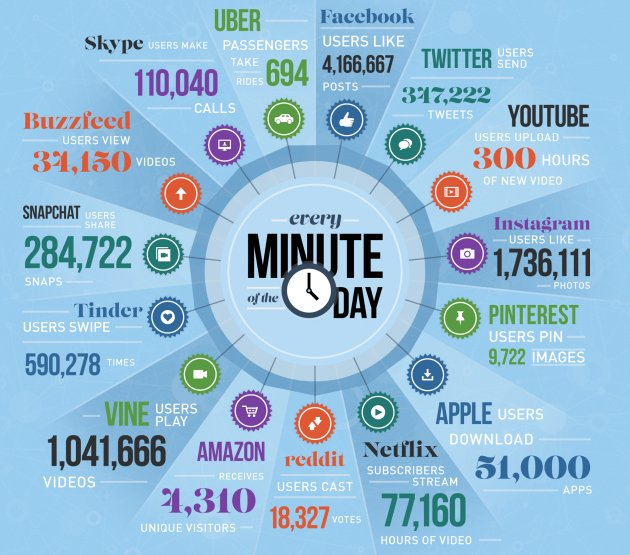 every
MINUTE
of the
DAY
Facebook
USERS LIKE
4,166,667
POSTS
TWITTER USERS
SEND
347,222
TWEETS
YOUTUBE
USERS UPLOAD
300 HOURS
OF NEW VIDEO
Instagram
USERS LIKE
1,736,111
PHOTOS
PINTEREST
USERS PIN
9,722 IMAGES
APPLE USERS
DOWNLOAD
51,000
APPS
Netflix
SUBSCRIBERS
STREAM
77,160
HOURS OF VIDEO
reddit
USERS CAST
18,327 VOTES
AMAZON
RECEIVES
4,310
UNIQUE VISITORS
VINE USERS
PLAY
1,041,666
VIDEOS
Tinder
USERS SWIPE
590,278 TIMES
SNAPCHAT USERS
SHARE
284,722
SNAPS
Buzzfeed
USERS VIEW
34,150 VIDEOS
Skype USERS MAKE
110,040
CALLS
UBER
PASSENGERS
TAKE
694
RIDES